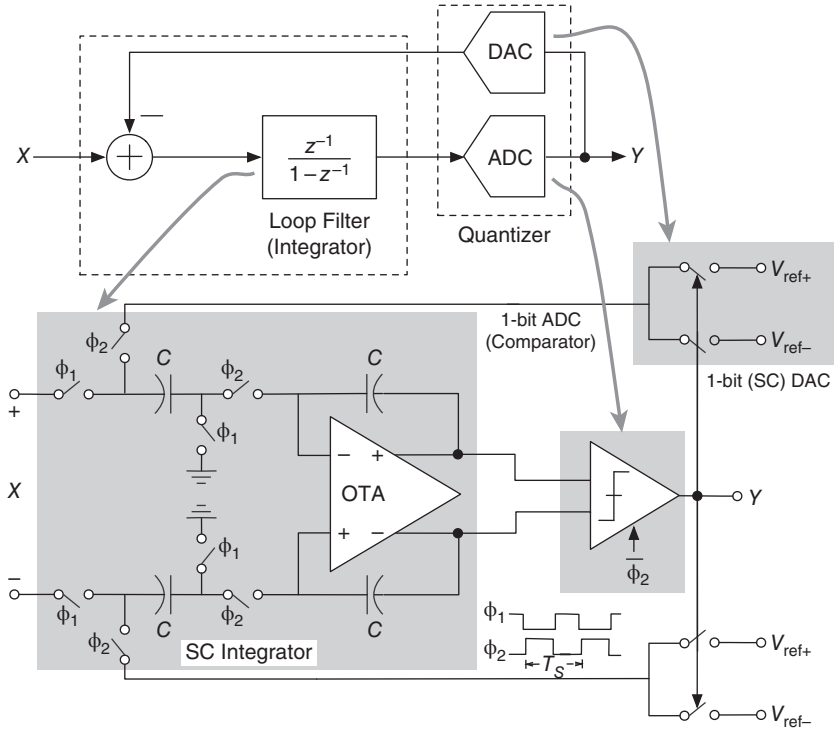 DAC
X
+
−
z⁻¹
1−z⁻¹
ADC
Y
Loop Filter
(Integrator)
Quantizer
V_ref+
V_ref−
1-bit (SC) DAC
1-bit ADC
(Comparator)
ϕ₂
ϕ₁
C
ϕ₂
C
+
ϕ₁
− +
OTA
+ −
X
Y
ϕ̅₂
ϕ₁
−
ϕ₁
C
ϕ₂
C
ϕ₂
SC Integrator
ϕ₁
ϕ₂
T_S
V_ref+
V_ref−